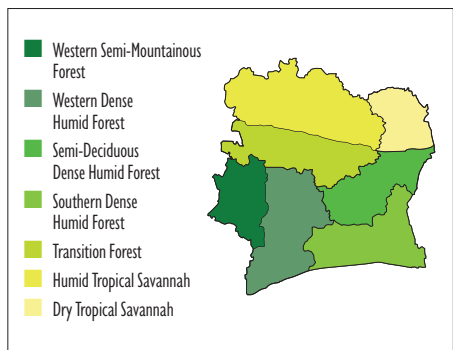 Western Semi-Mountainous
Forest
Western Dense
Humid Forest
Semi-Deciduous
Dense Humid Forest
Southern Dense
Humid Forest
Transition Forest
Humid Tropical Savannah
Dry Tropical Savannah